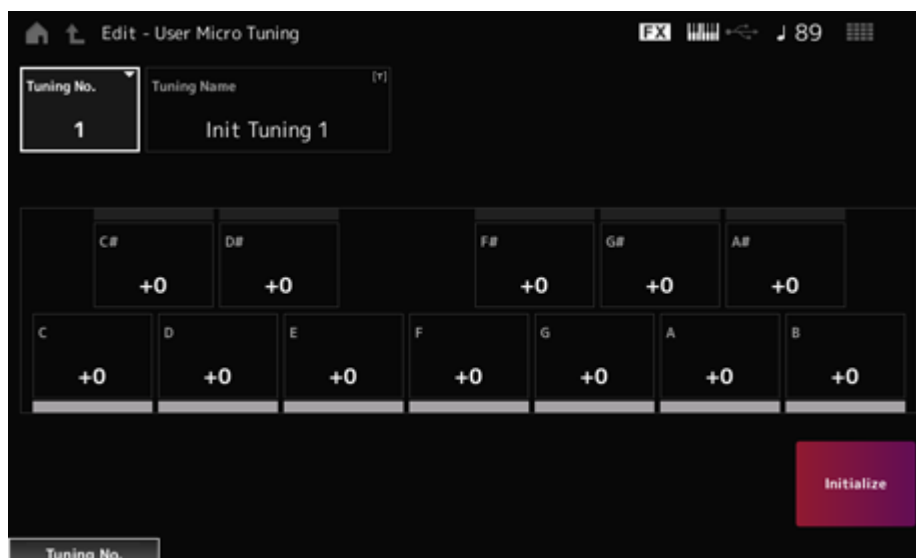 Edit - User Micro Tuning FX ♩ 89
Tuning No.
1
Tuning Name [T]
Init Tuning 1
C# D# F# G# A#
+0 +0 +0 +0 +0
C D E F G A B
+0 +0 +0 +0 +0 +0 +0
Initialize
Tuning No.